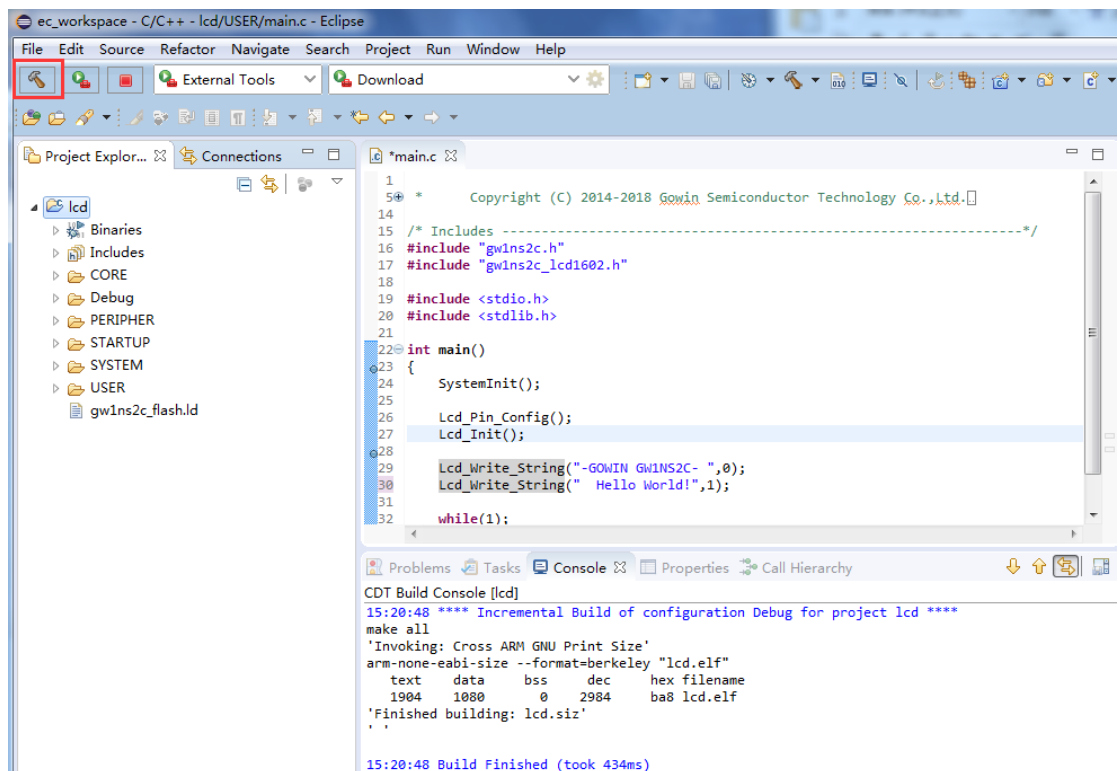 ec_workspace - C/C++ - lcd/USER/main.c - Eclipse
File Edit Source Refactor Navigate Search Project Run Window Help
External Tools Download
Project Explor... Connections
*main.c
lcd
Binaries
Includes
CORE
Debug
PERIPHER
STARTUP
SYSTEM
USER
gw1ns2c_flash.ld
1
5 * Copyright (C) 2014-2018 Gowin Semiconductor Technology Co.,Ltd.
14
15 /* Includes ------------------------------------------------------------------*/
16 #include "gw1ns2c.h"
17 #include "gw1ns2c_lcd1602.h"
18
19 #include <stdio.h>
20 #include <stdlib.h>
21
22 int main()
23 {
24 SystemInit();
25
26 Lcd_Pin_Config();
27 Lcd_Init();
28
29 Lcd_Write_String("-GOWIN GW1NS2C- ",0);
30 Lcd_Write_String("  Hello World!",1);
31
32 while(1);
Problems Tasks Console Properties Call Hierarchy
CDT Build Console [lcd]
15:20:48 **** Incremental Build of configuration Debug for project lcd ****
make all
'Invoking: Cross ARM GNU Print Size'
arm-none-eabi-size --format=berkeley "lcd.elf"
text data bss dec hex filename
1904 1080 0 2984 ba8 lcd.elf
'Finished building: lcd.siz'
' '
15:20:48 Build Finished (took 434ms)